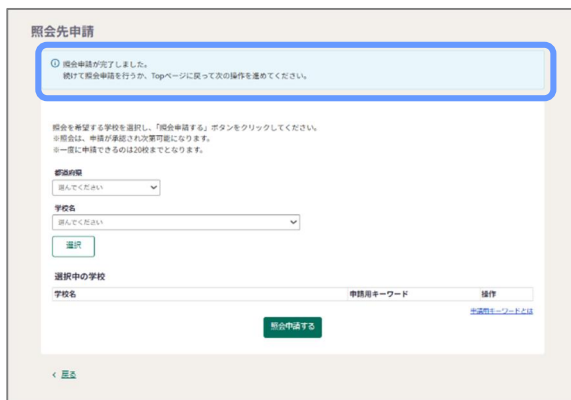 照会先申請
照会申請が完了しました。
続けて照会申請を行うか、Topページに戻って次の操作を進めてください。
照会を希望する学校を選択し、「照会申請する」ボタンをクリックしてください。
※照会は、申請が承認され次第可能になります。
※一度に申請できるのは20校までとなります。
都道府県
選んでください
学校名
選んでください
選択
選択中の学校
学校名 申請用キーワード 操作
申請用キーワードとは
照会申請する
戻る